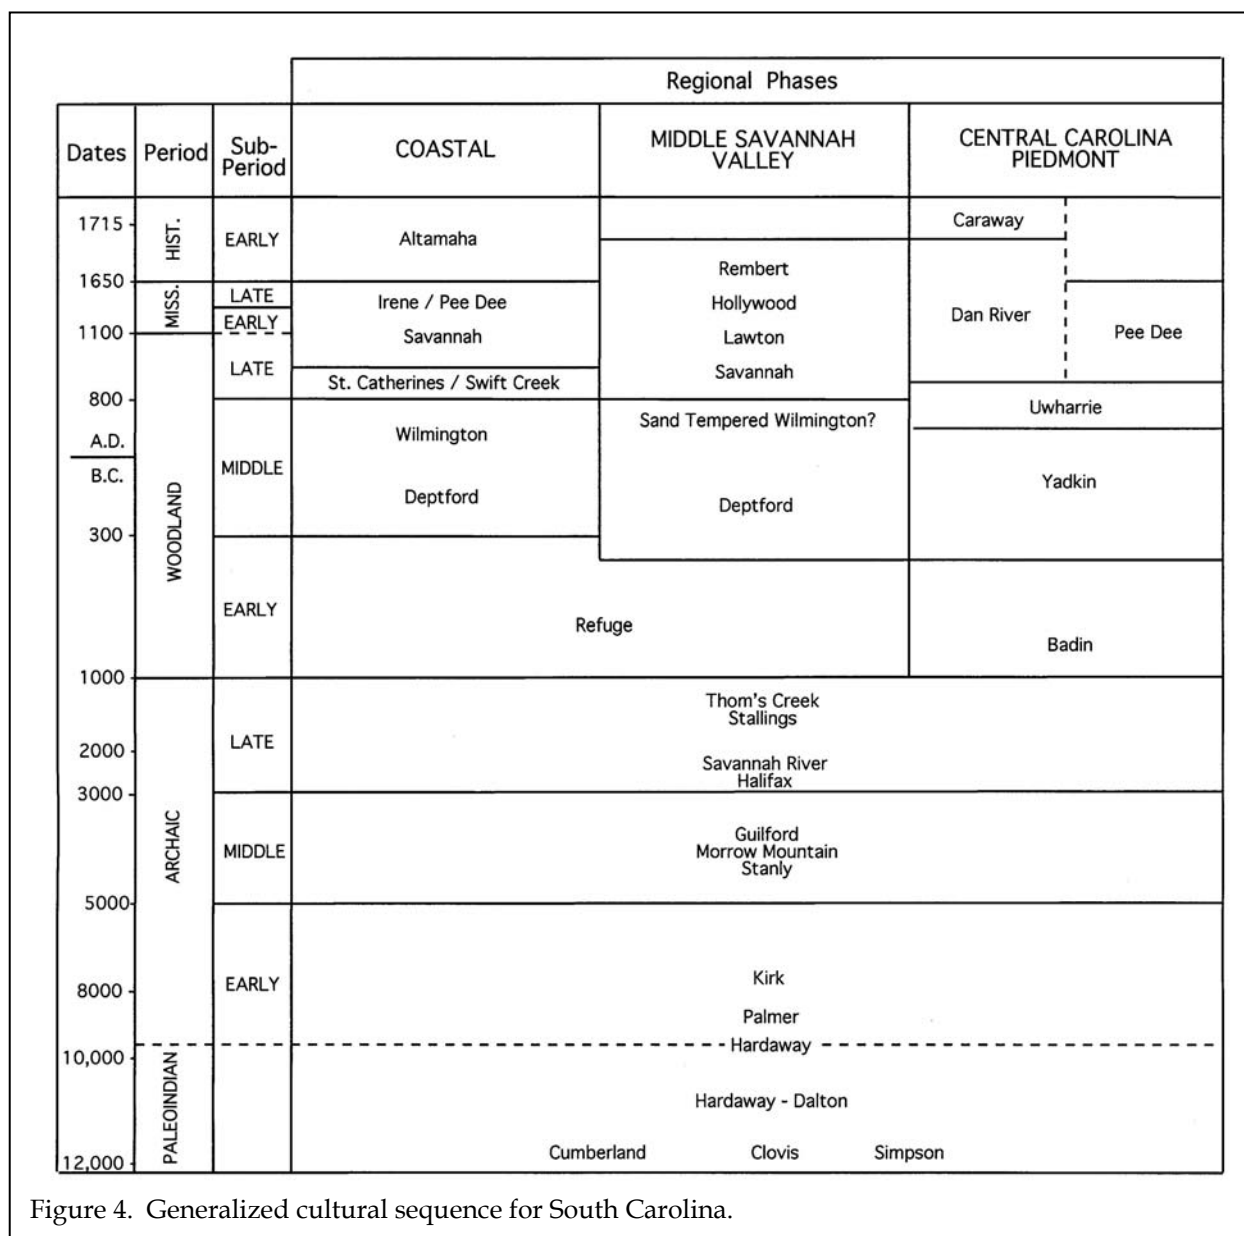 Regional Phases
Dates Period Sub-
Period COASTAL MIDDLE SAVANNAH
VALLEY CENTRAL CAROLINA
PIEDMONT
1715
HIST.
EARLY
Altamaha
Caraway
1650
MISS.
LATE
EARLY
Irene / Pee Dee
Savannah
Rembert
Hollywood
Lawton
Savannah
Dan River
Pee Dee
1100
WOODLAND
LATE
St. Catherines / Swift Creek
800
Uwharrie
A.D.
B.C.
MIDDLE
Wilmington
Deptford
Sand Tempered Wilmington?
Deptford
Yadkin
300
EARLY
Refuge
Badin
1000
ARCHAIC
LATE
Thom's Creek
Stallings
2000
Savannah River
Halifax
3000
MIDDLE
Guilford
Morrow Mountain
Stanly
5000
EARLY
Kirk
8000
Palmer
Hardaway
10,000
PALEOINDIAN
Hardaway - Dalton
Cumberland Clovis Simpson
12,000
Figure 4. Generalized cultural sequence for South Carolina.